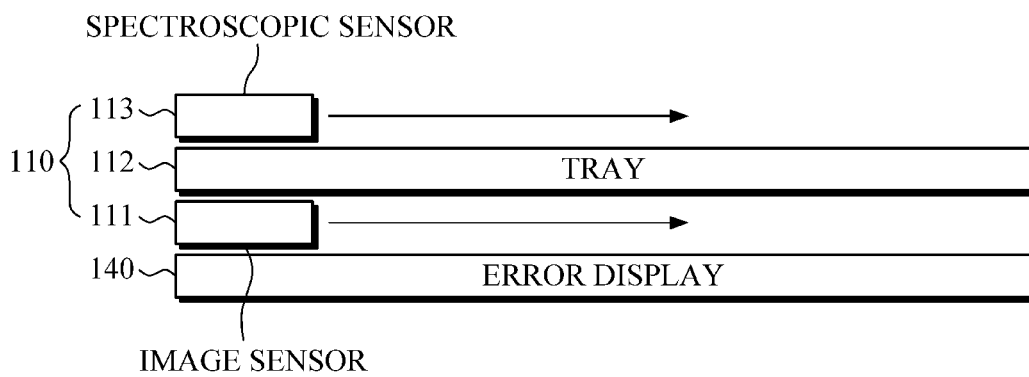 SPECTROSCOPIC SENSOR
113
110
112 TRAY
111
140 ERROR DISPLAY
IMAGE SENSOR